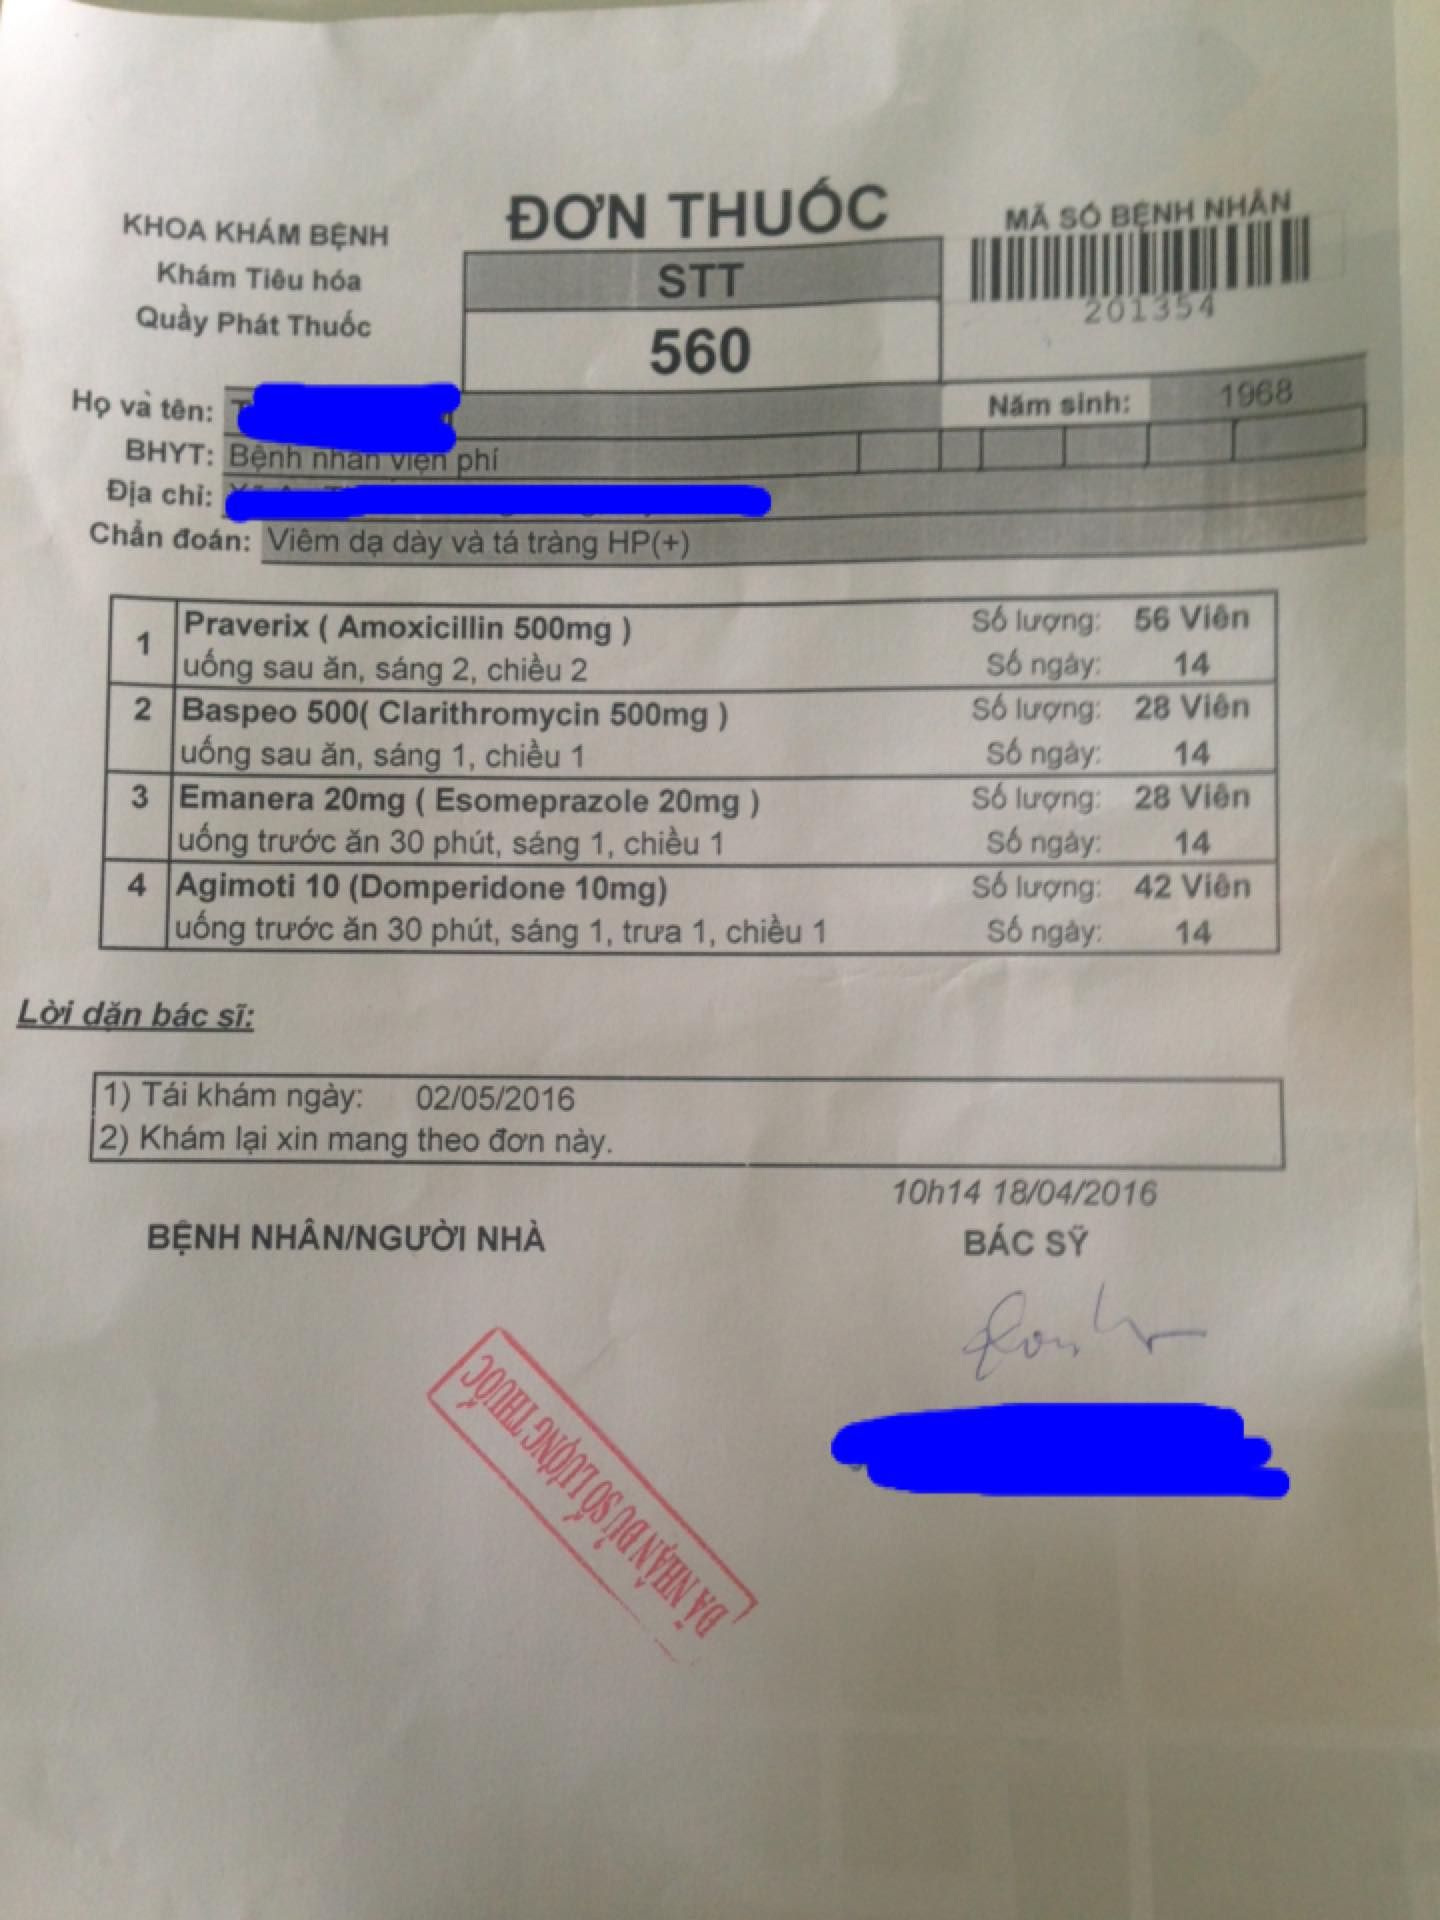 ĐƠN THUỐC
KHOA KHÁM BỆNH
Khám Tiêu hóa
Quầy Phát Thuốc
STT
560
MÃ SỐ BỆNH NHÂN
201354
Họ và tên:
Năm sinh: 1968
BHYT: Bệnh nhân viện phí
Địa chỉ:
Chẩn đoán: Viêm dạ dày và tá tràng HP(+)
1 Praverix ( Amoxicillin 500mg ) Số lượng: 56 Viên
uống sau ăn, sáng 2, chiều 2 Số ngày: 14
2 Baspeo 500( Clarithromycin 500mg ) Số lượng: 28 Viên
uống sau ăn, sáng 1, chiều 1 Số ngày: 14
3 Emanera 20mg ( Esomeprazole 20mg ) Số lượng: 28 Viên
uống trước ăn 30 phút, sáng 1, chiều 1 Số ngày: 14
4 Agimoti 10 (Domperidone 10mg) Số lượng: 42 Viên
uống trước ăn 30 phút, sáng 1, trưa 1, chiều 1 Số ngày: 14
Lời dặn bác sĩ:
1) Tái khám ngày: 02/05/2016
2) Khám lại xin mang theo đơn này.
10h14 18/04/2016
BỆNH NHÂN/NGƯỜI NHÀ
BÁC SỸ
ĐÃ NHẬN ĐỦ SỐ LƯỢNG THUỐC